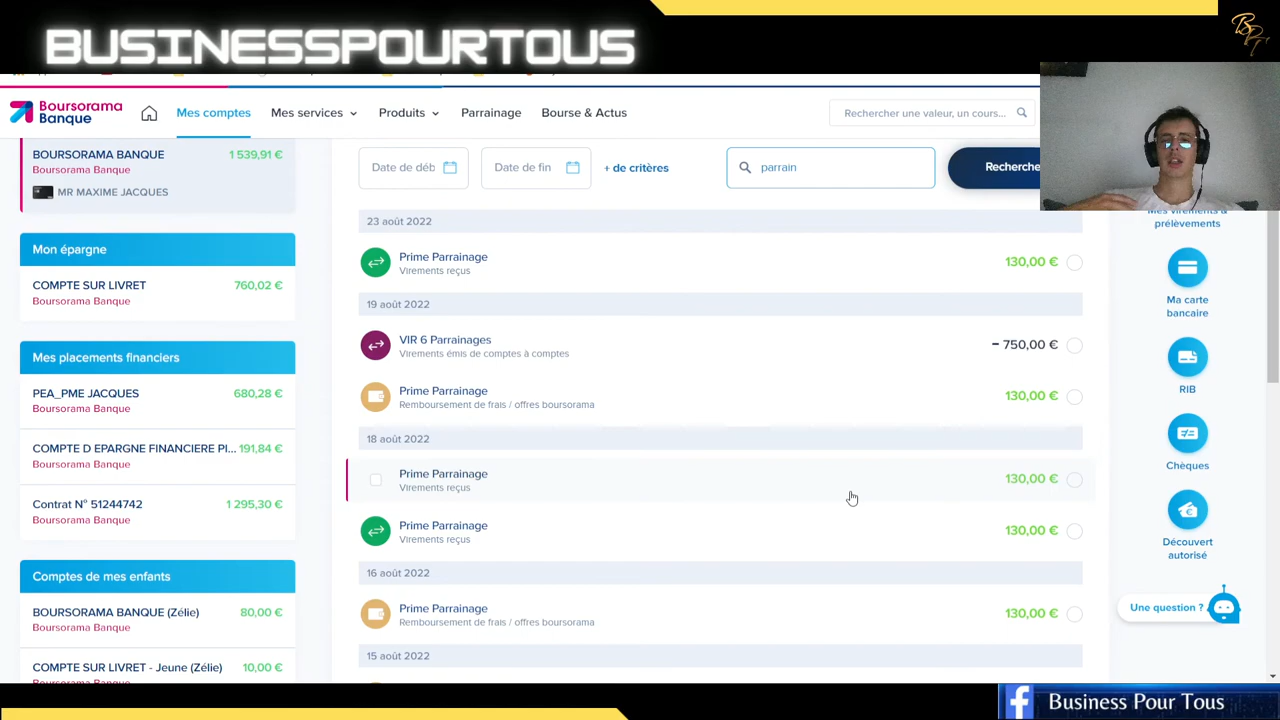 BUSINESSPOURTOUS
BPT
Boursorama
Banque
Mes comptes
Mes services
Produits
Parrainage
Bourse & Actus
Rechercher une valeur, un cours...
BOURSORAMA BANQUE 1 539,91 €
Boursorama Banque
MR MAXIME JACQUES
Mon épargne
COMPTE SUR LIVRET 760,02 €
Boursorama Banque
Mes placements financiers
PEA_PME JACQUES 680,28 €
Boursorama Banque
COMPTE D EPARGNE FINANCIERE PI... 191,84 €
Boursorama Banque
Contrat N° 51244742 1 295,30 €
Boursorama Banque
Comptes de mes enfants
BOURSORAMA BANQUE (Zélie) 80,00 €
Boursorama Banque
COMPTE SUR LIVRET - Jeune (Zélie) 10,00 €
Boursorama Banque
Date de déb
Date de fin
+ de critères
parrain
Recherche
23 août 2022
Prime Parrainage 130,00 €
Virements reçus
19 août 2022
VIR 6 Parrainages − 750,00 €
Virements émis de comptes à comptes
Prime Parrainage 130,00 €
Remboursement de frais / offres boursorama
18 août 2022
Prime Parrainage 130,00 €
Virements reçus
Prime Parrainage 130,00 €
Virements reçus
16 août 2022
Prime Parrainage 130,00 €
Remboursement de frais / offres boursorama
15 août 2022
Mes virements &
prélèvements
Ma carte
bancaire
RIB
Chèques
Découvert
autorisé
Une question ?
Business Pour Tous